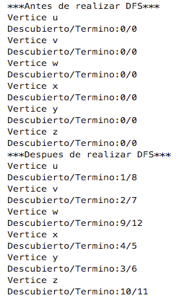 ***Antes de realizar DFS***
Vertice u
Descubierto/Termino:0/0
Vertice v
Descubierto/Termino:0/0
Vertice w
Descubierto/Termino:0/0
Vertice x
Descubierto/Termino:0/0
Vertice y
Descubierto/Termino:0/0
Vertice z
Descubierto/Termino:0/0
***Despues de realizar DFS***
Vertice u
Descubierto/Termino:1/8
Vertice v
Descubierto/Termino:2/7
Vertice w
Descubierto/Termino:9/12
Vertice x
Descubierto/Termino:4/5
Vertice y
Descubierto/Termino:3/6
Vertice z
Descubierto/Termino:10/11